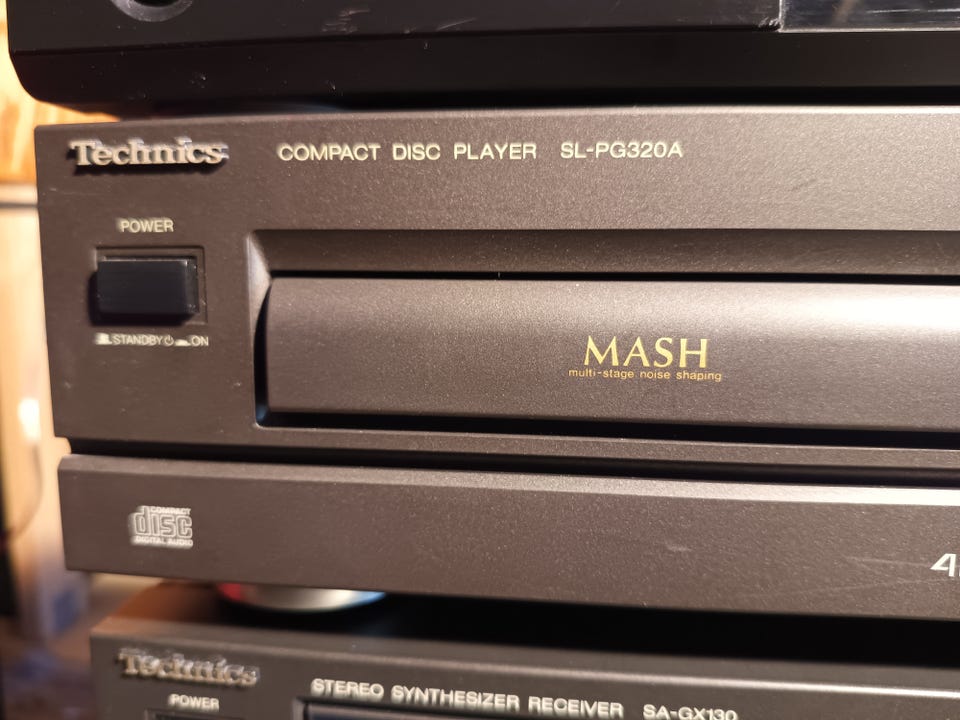 Technics COMPACT DISC PLAYER SL-PG320A
POWER
STANDBY ON
MASH
multi-stage noise shaping
COMPACT
disc
DIGITAL AUDIO
Technics
POWER
STEREO SYNTHESIZER RECEIVER SA-GX130